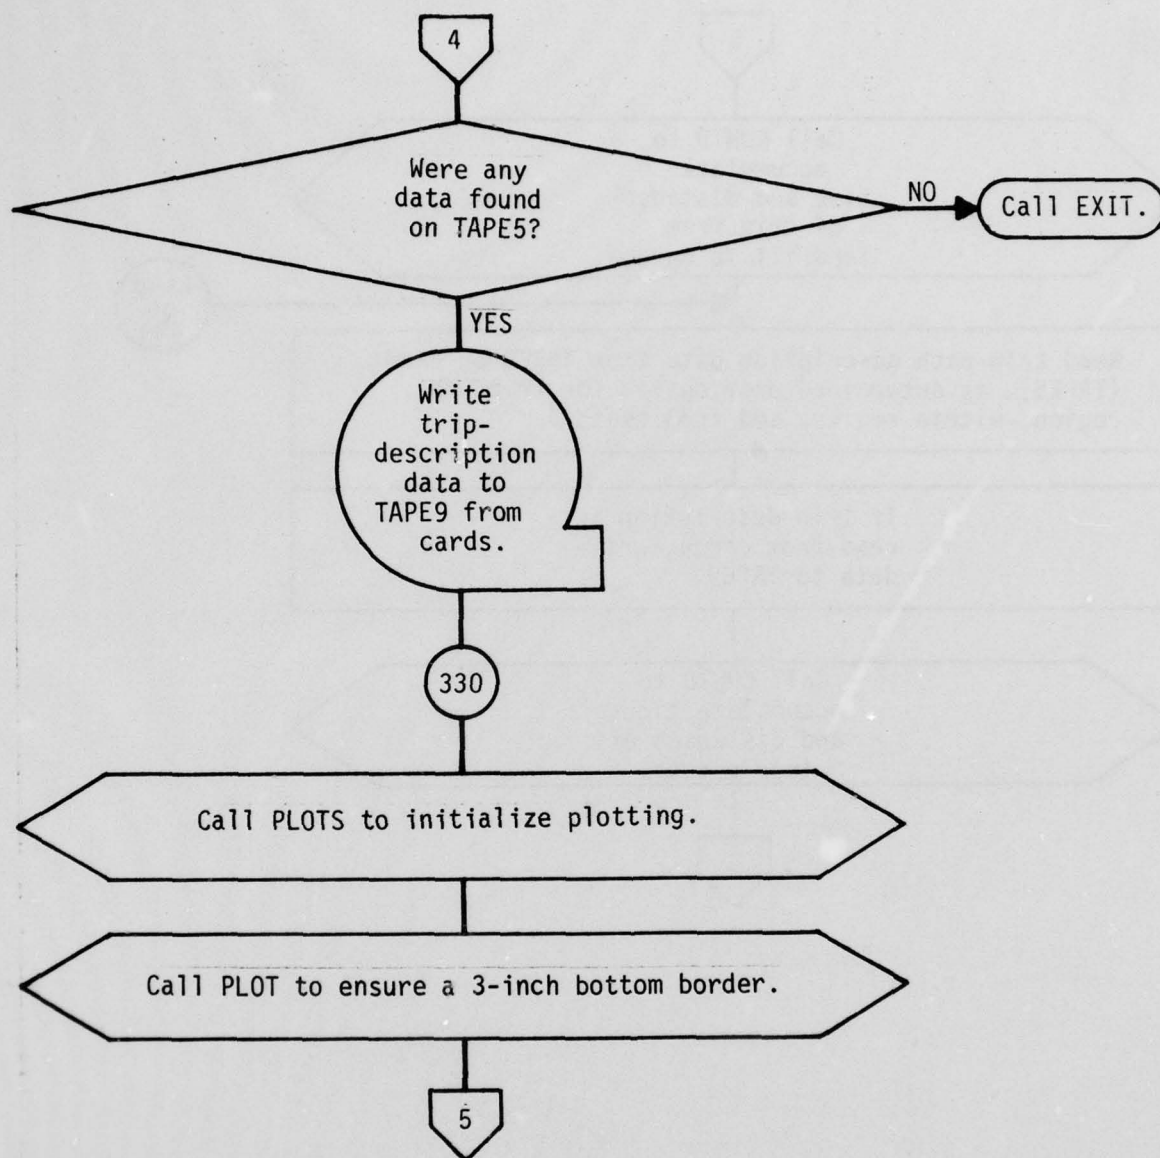 4
Were any
data found
on TAPE5?
NO
Call EXIT.
YES
Write
trip-
description
data to
TAPE9 from
cards.
330
Call PLOTS to initialize plotting.
Call PLOT to ensure a 3-inch bottom border.
5